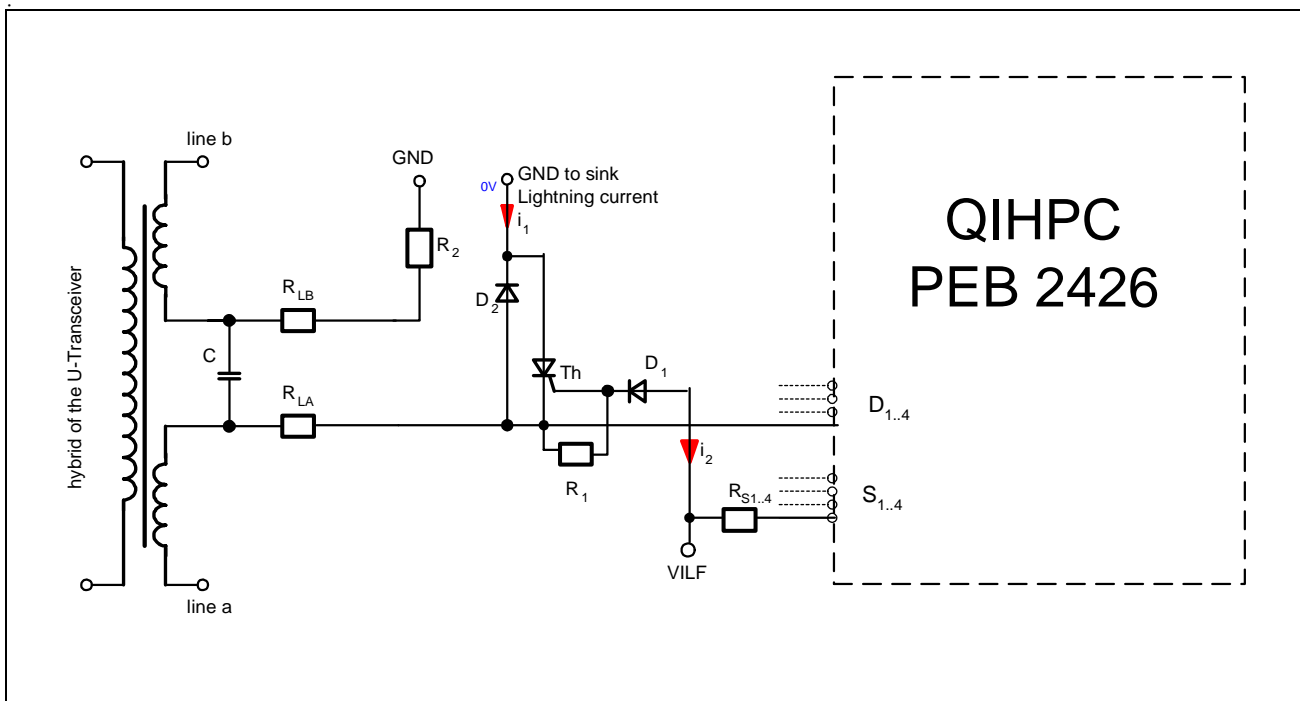 .
line b
GND
GND to sink
0V
Lightning current
i1
QIHPC
PEB 2426
hybrid of the U-Transceiver
R2
RLB
D2
C
Th
D1
RLA
D1..4
i2
R1
RS1..4
S1..4
VILF
line a